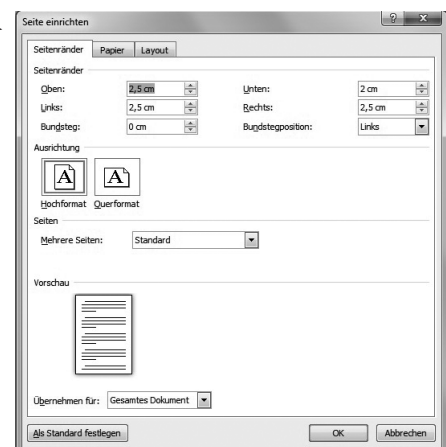 Seite einrichten
Seitenränder Papier Layout
Seitenränder
Oben: 2,5 cm Unten: 2 cm
Links: 2,5 cm Rechts: 2,5 cm
Bundsteg: 0 cm Bundstegposition: Links
Ausrichtung
A A
Hochformat Querformat
Seiten
Mehrere Seiten: Standard
Vorschau
Übernehmen für: Gesamtes Dokument
Als Standard festlegen OK Abbrechen